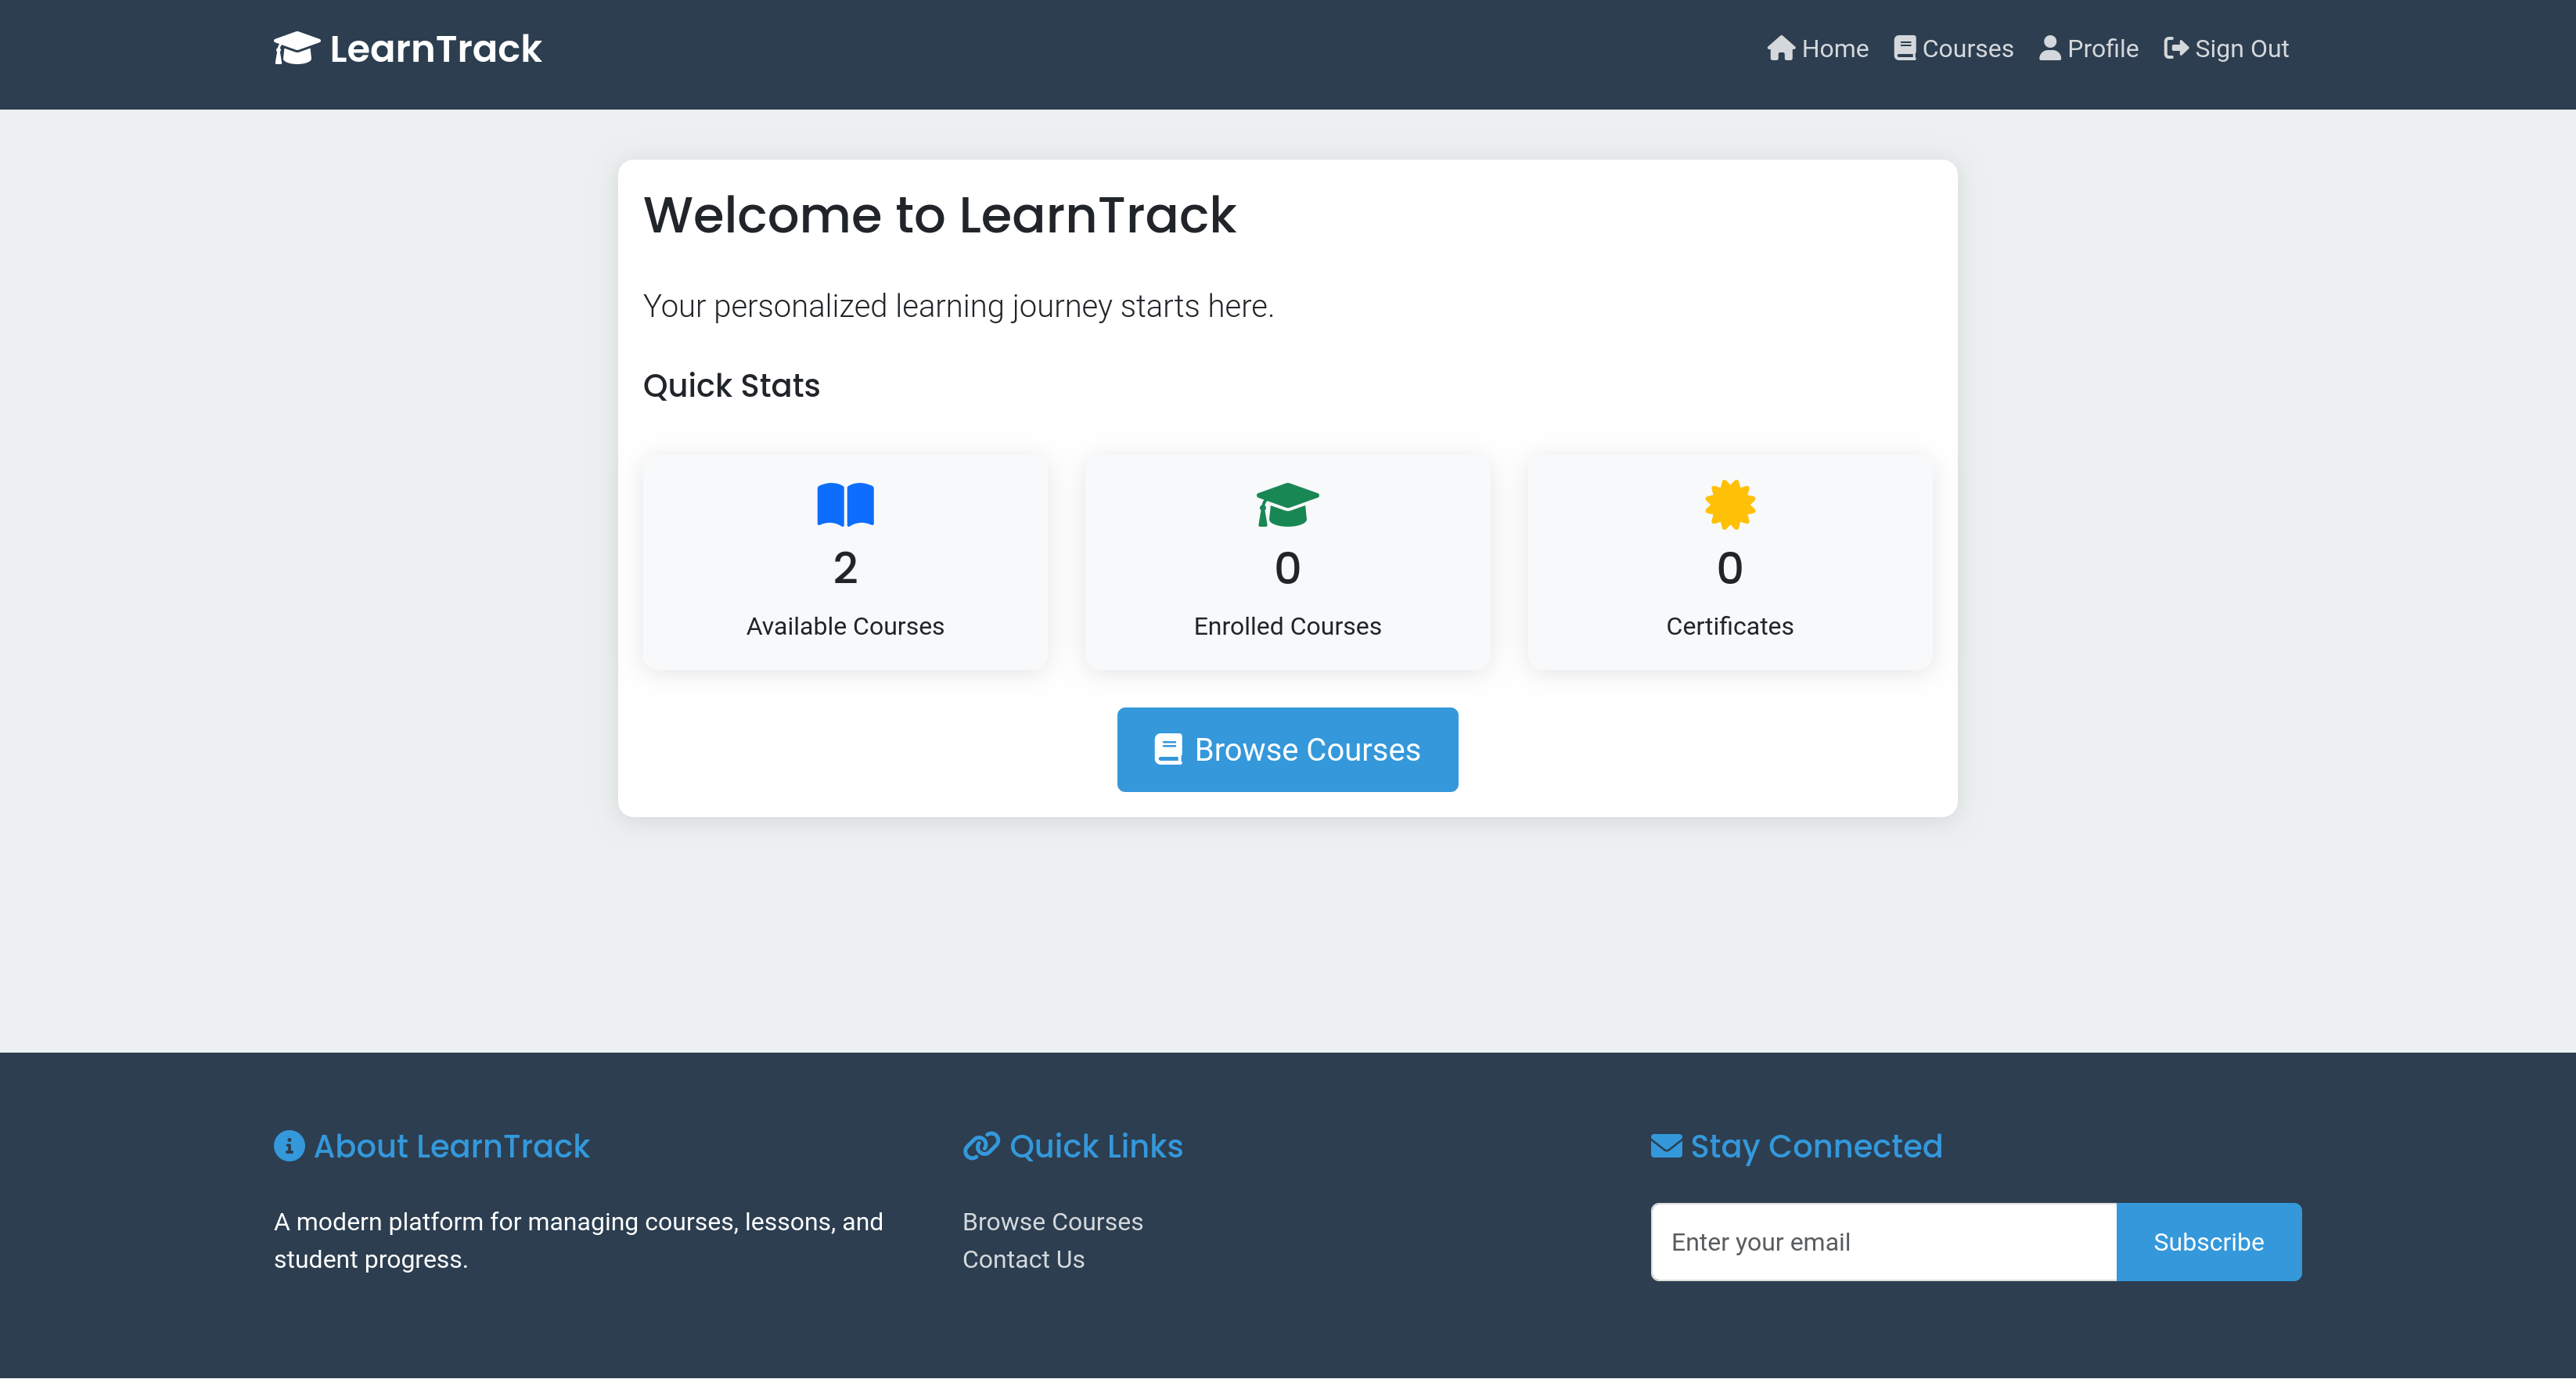 LearnTrack
Home
Courses
Profile
Sign Out
Welcome to LearnTrack
Your personalized learning journey starts here.
Quick Stats
2
Available Courses
0
Enrolled Courses
0
Certificates
Browse Courses
About LearnTrack
A modern platform for managing courses, lessons, and
student progress.
Quick Links
Browse Courses
Contact Us
Stay Connected
Enter your email
Subscribe